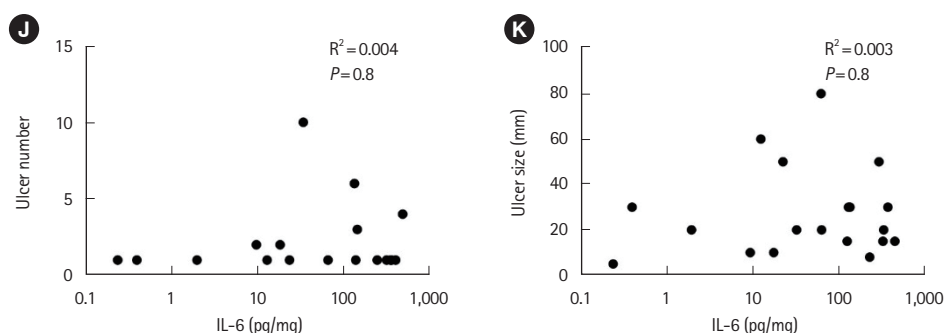 J
R² = 0.004
P = 0.8
15
10
5
0
Ulcer number
0.1 1 10 100 1,000
IL-6 (pg/mg)
K
R² = 0.003
P = 0.8
100
80
60
40
20
0
Ulcer size (mm)
0.1 1 10 100 1,000
IL-6 (pg/mg)